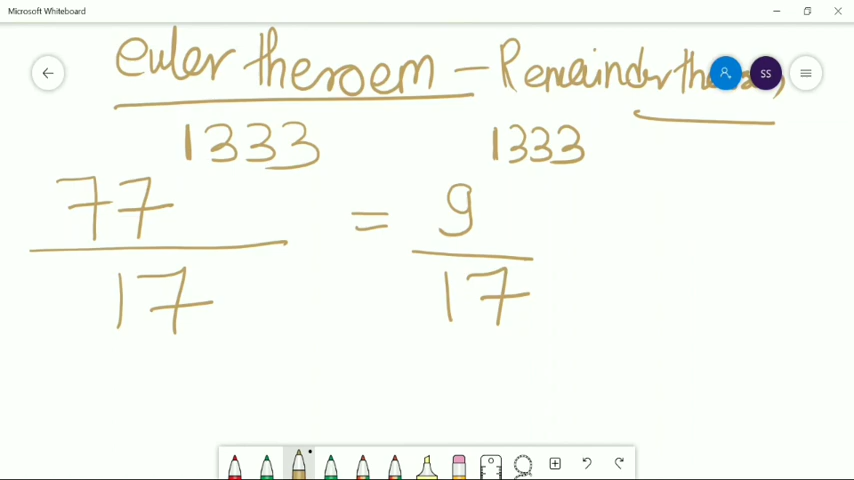 Microsoft Whiteboard
euler theroem - Remainder
SS
1333 1333
77 = 9
17 17